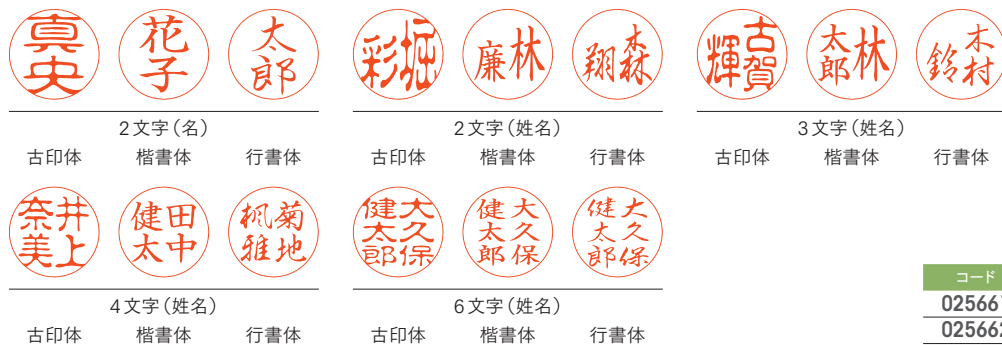 真央
花子
太郎
2文字（名）
古印体　楷書体　行書体
堀彩
林廉
森翔
2文字（姓名）
古印体　楷書体　行書体
古賀輝
林太郎
木村鈴
3文字（姓名）
古印体　楷書体　行書体
井上奈美
田中健太
菊地楓雅
4文字（姓名）
古印体　楷書体　行書体
大久保健太郎
大久保健太郎
大久保健太郎
6文字（姓名）
古印体　楷書体　行書体
コード
02566
025662